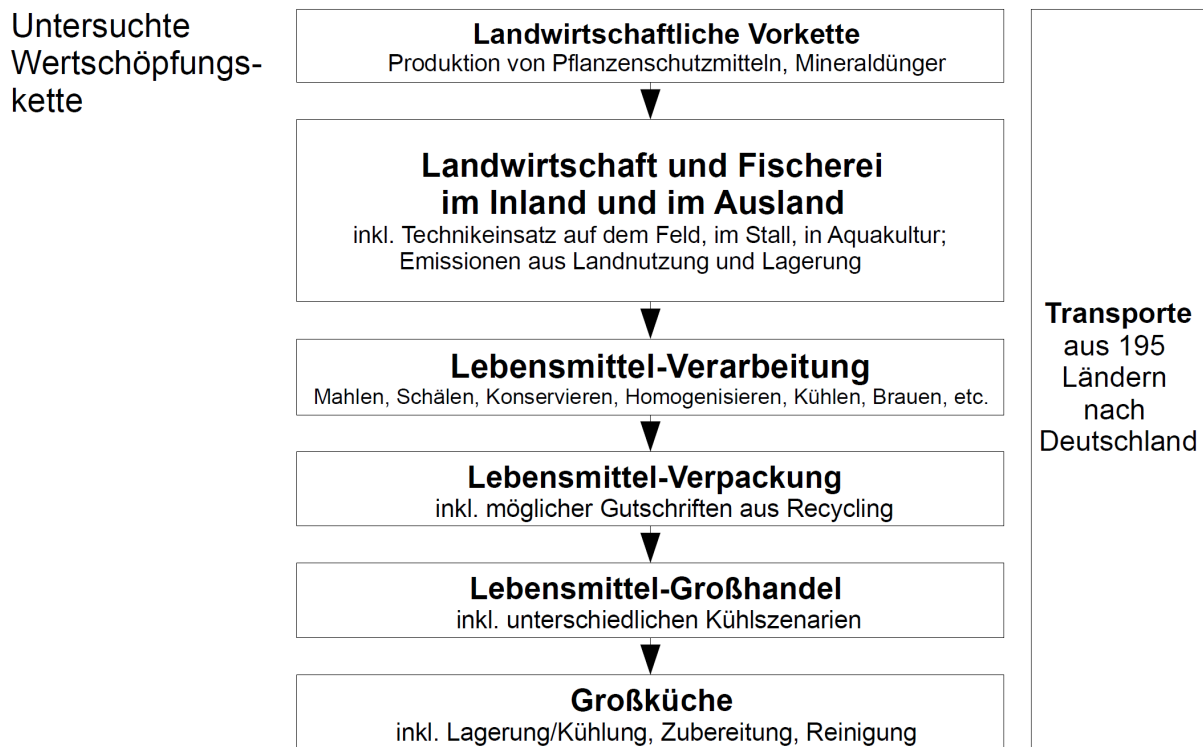 Untersuchte
Wertschöpfungs-
kette
Landwirtschaftliche Vorkette
Produktion von Pflanzenschutzmitteln, Mineraldünger
Landwirtschaft und Fischerei
im Inland und im Ausland
inkl. Technikeinsatz auf dem Feld, im Stall, in Aquakultur;
Emissionen aus Landnutzung und Lagerung
Lebensmittel-Verarbeitung
Mahlen, Schälen, Konservieren, Homogenisieren, Kühlen, Brauen, etc.
Lebensmittel-Verpackung
inkl. möglicher Gutschriften aus Recycling
Lebensmittel-Großhandel
inkl. unterschiedlichen Kühlszenarien
Großküche
inkl. Lagerung/Kühlung, Zubereitung, Reinigung
Transporte
aus 195
Ländern
nach
Deutschland